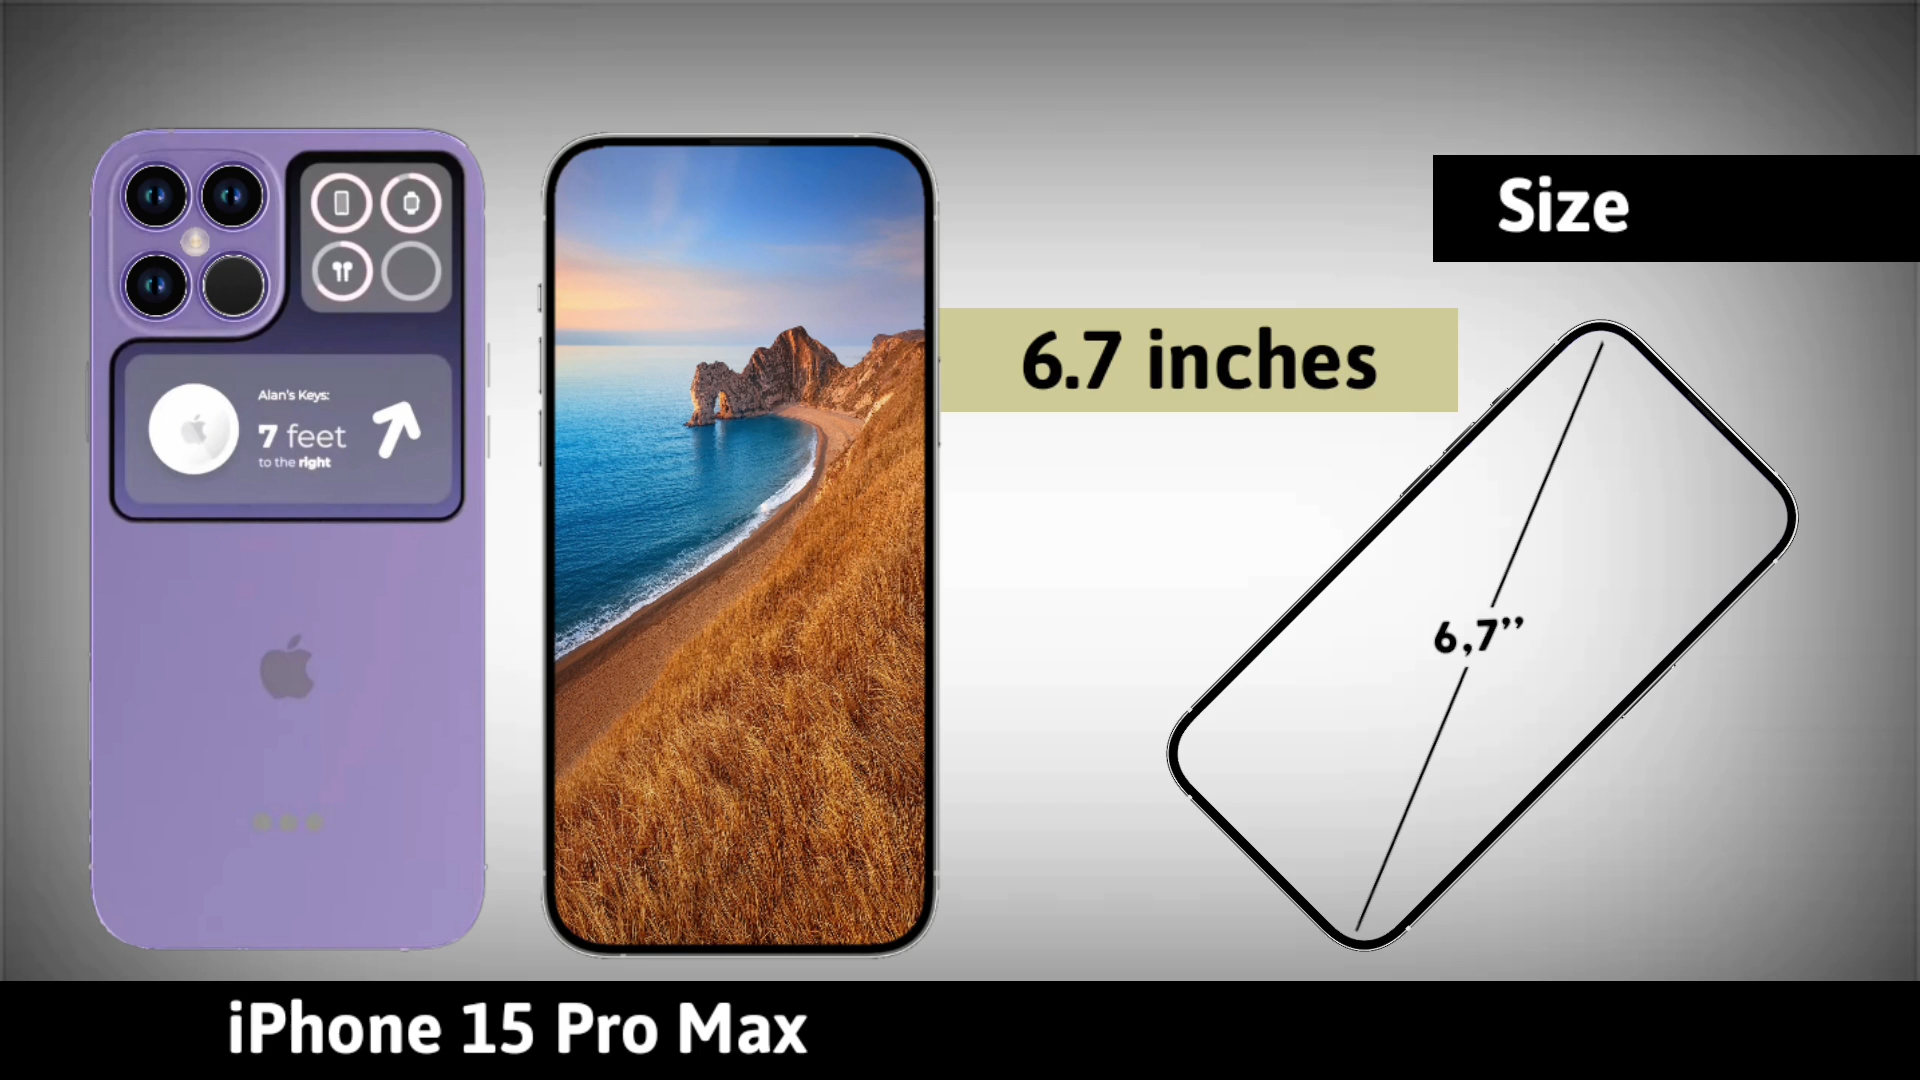 Size
6.7 inches
Alan's Keys:
7 feet
to the right
6,7’’
iPhone 15 Pro Max